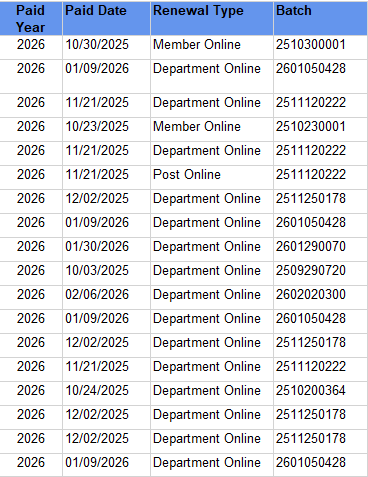 Paid Year Paid Date Renewal Type Batch
2026 10/30/2025 Member Online 2510300001
2026 01/09/2026 Department Online 2601050428
2026 11/21/2025 Department Online 2511120222
2026 10/23/2025 Member Online 2510230001
2026 11/21/2025 Department Online 2511120222
2026 11/21/2025 Post Online 2511120222
2026 12/02/2025 Department Online 2511250178
2026 01/09/2026 Department Online 2601050428
2026 01/30/2026 Department Online 2601290070
2026 10/03/2025 Department Online 2509290720
2026 02/06/2026 Department Online 2602020300
2026 01/09/2026 Department Online 2601050428
2026 12/02/2025 Department Online 2511250178
2026 11/21/2025 Department Online 2511120222
2026 10/24/2025 Department Online 2510200364
2026 12/02/2025 Department Online 2511250178
2026 12/02/2025 Department Online 2511250178
2026 01/09/2026 Department Online 2601050428